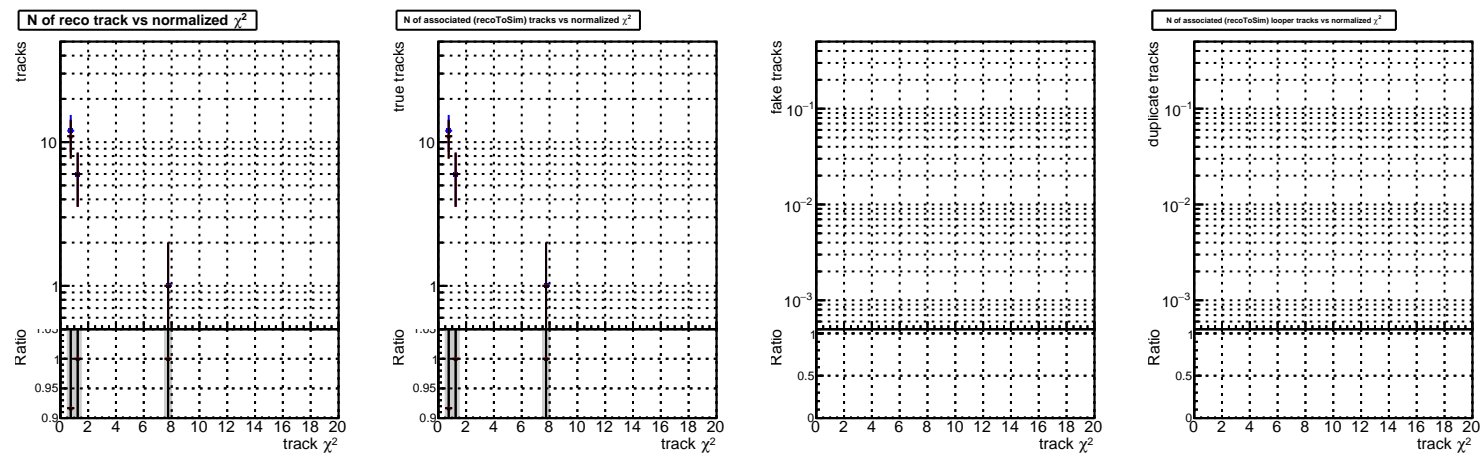 N of reco track vs normalized χ²
tracks
10
1
Ratio
1.05
1
0.95
0.9
0 2 4 6 8 10 12 14 16 18 20
track χ²
N of associated (recoToSim) tracks vs normalized χ²
true tracks
10
1
Ratio
1.05
1
0.95
0.9
0 2 4 6 8 10 12 14 16 18 20
track χ²
fake tracks
10⁻¹
10⁻²
10⁻³
Ratio
1
0.5
0
0 2 4 6 8 10 12 14 16 18 20
track χ²
N of associated (recoToSim) looper tracks vs normalized χ²
duplicate tracks
10⁻¹
10⁻²
10⁻³
Ratio
1
0.5
0
0 2 4 6 8 10 12 14 16 18 20
track χ²